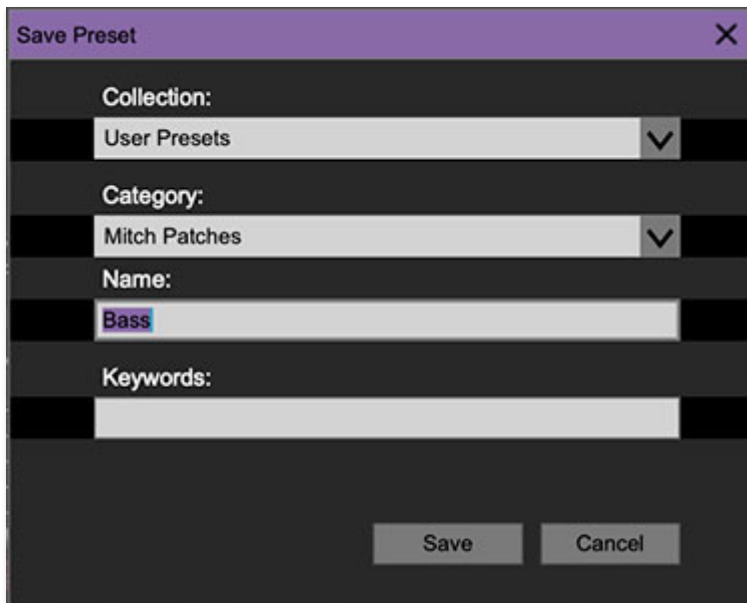 Save Preset
Collection:
User Presets
Category:
Mitch Patches
Name:
Bass
Keywords:
Save Cancel